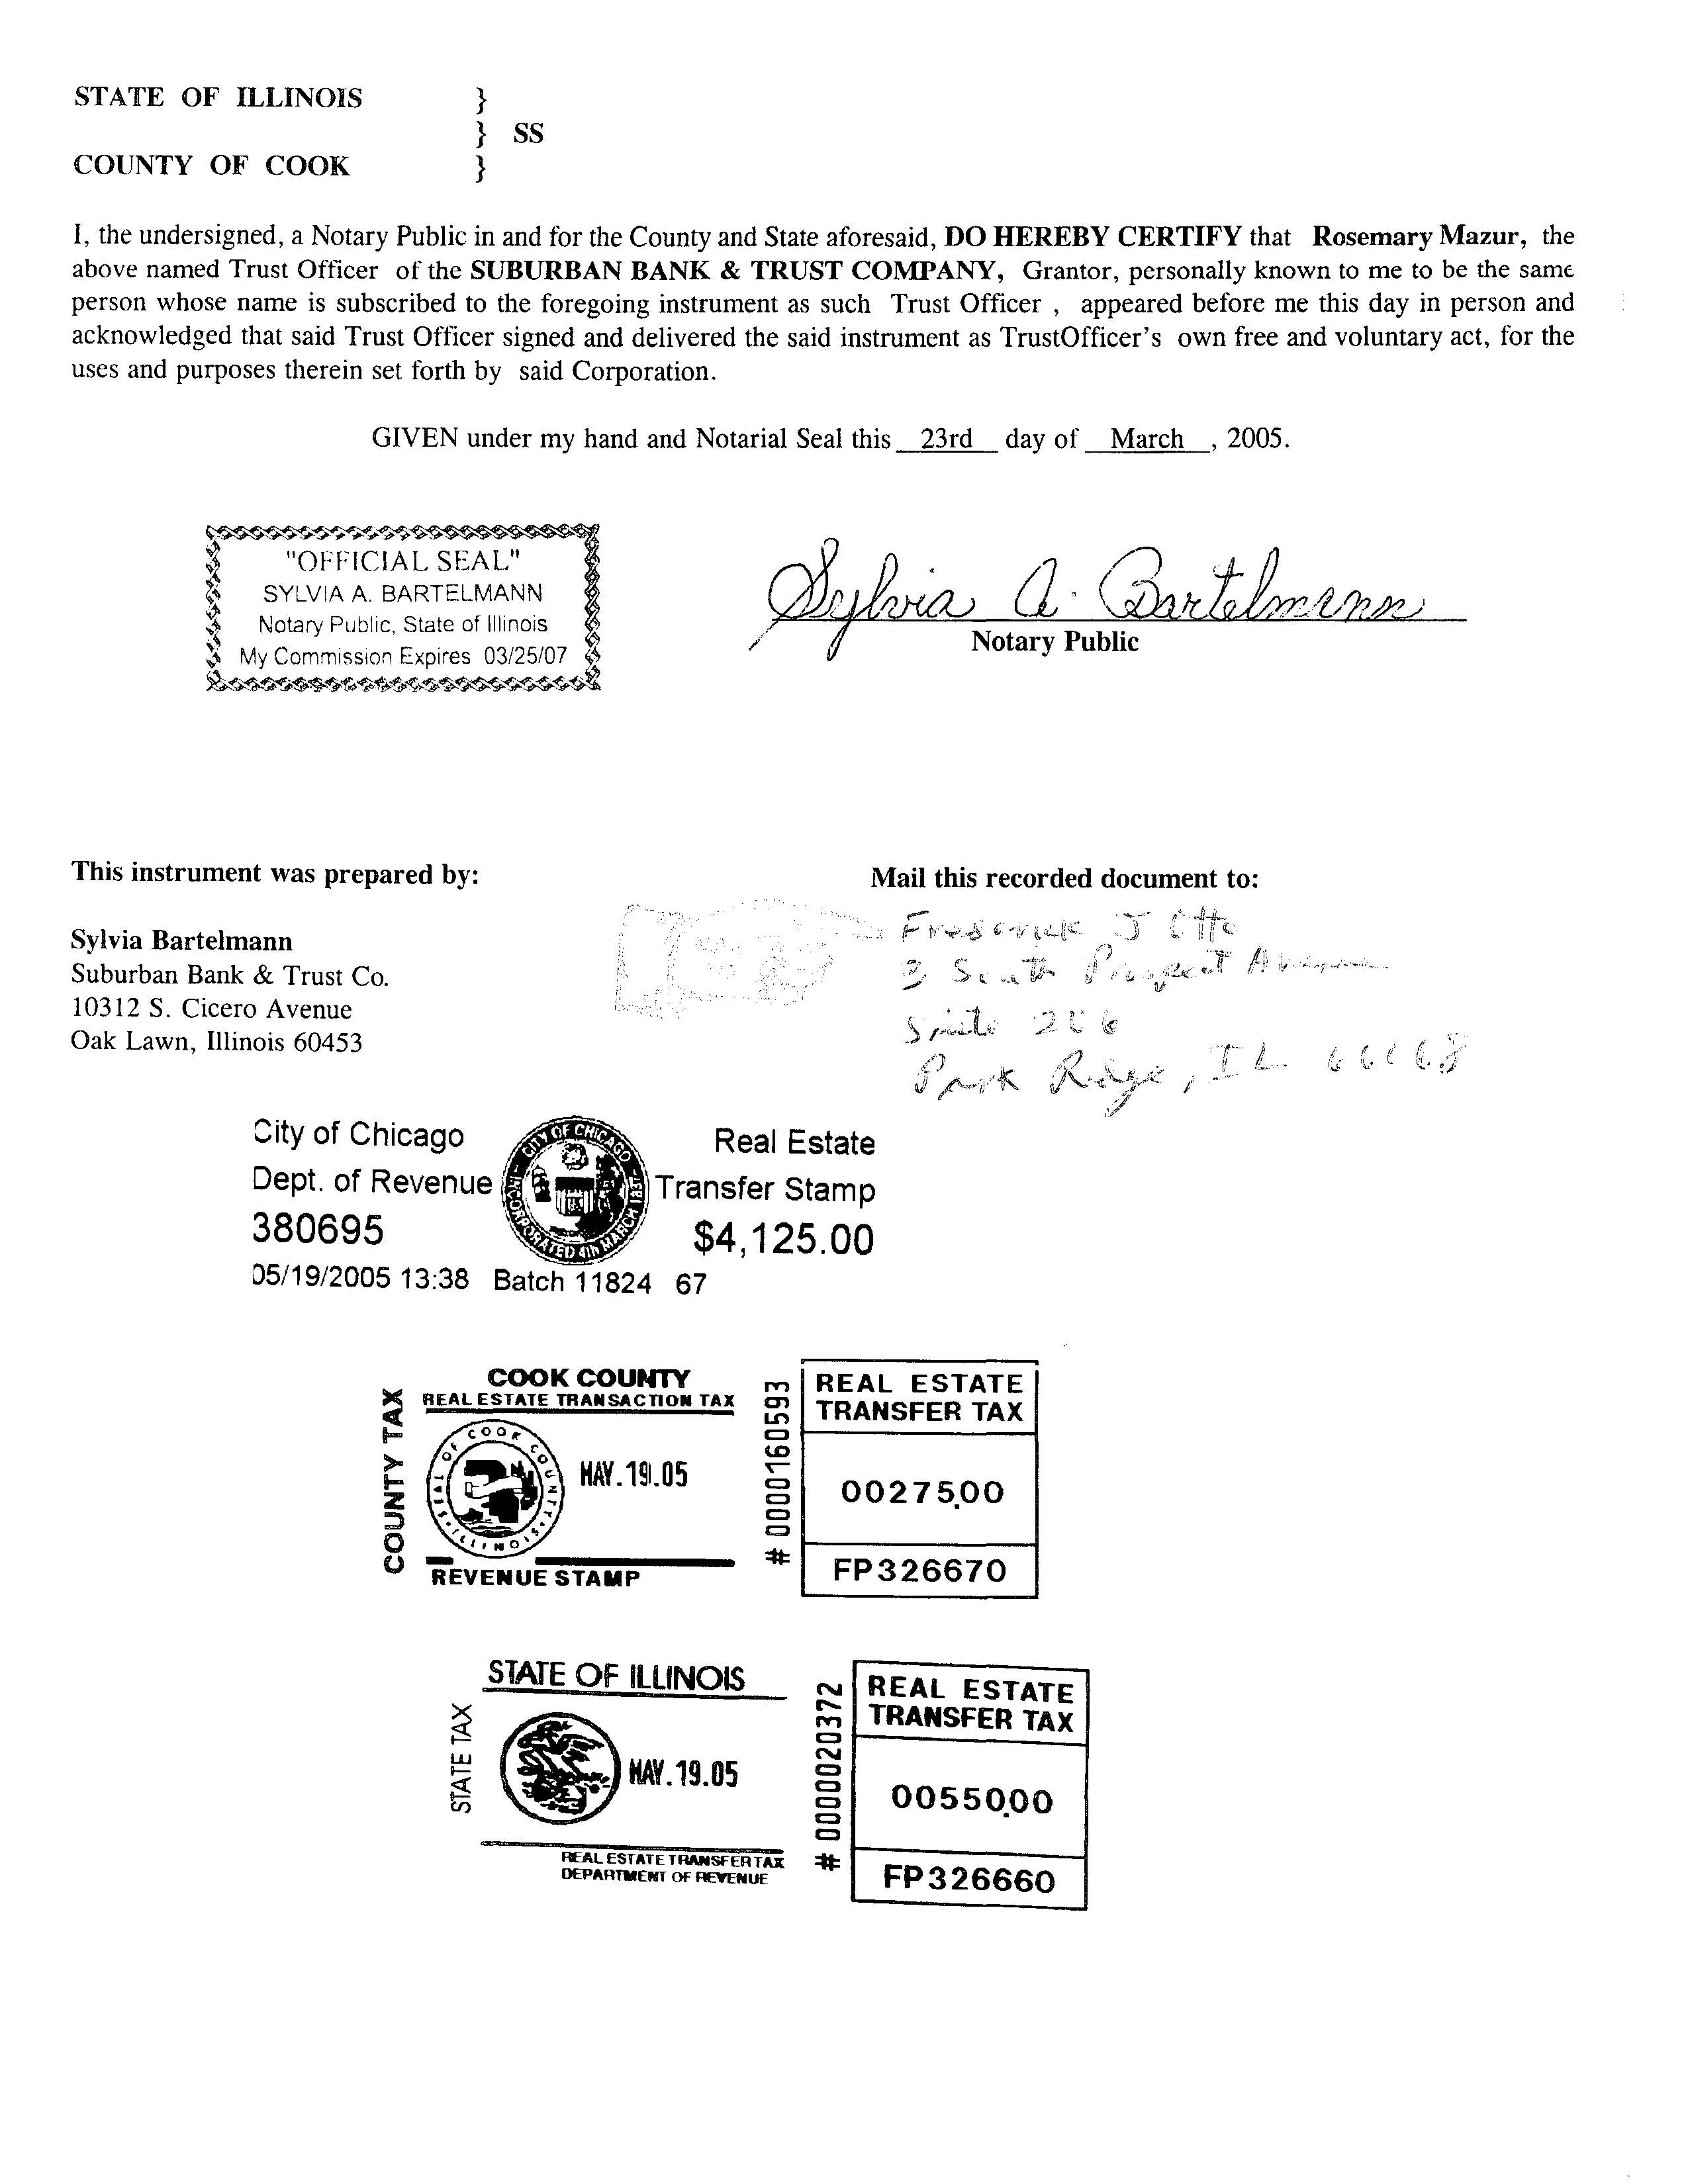 STATE OF ILLINOIS }
} SS
COUNTY OF COOK }
I, the undersigned, a Notary Public in and for the County and State aforesaid, DO HEREBY CERTIFY that Rosemary Mazur, the
above named Trust Officer of the SUBURBAN BANK & TRUST COMPANY, Grantor, personally known to me to be the same
person whose name is subscribed to the foregoing instrument as such Trust Officer , appeared before me this day in person and
acknowledged that said Trust Officer signed and delivered the said instrument as TrustOfficer's own free and voluntary act, for the
uses and purposes therein set forth by said Corporation.
GIVEN under my hand and Notarial Seal this 23rd day of March , 2005.
"OFFICIAL SEAL"
SYLVIA A. BARTELMANN
Notary Public, State of Illinois
My Commission Expires 03/25/07
Sylvia A. Bartelmann
Notary Public
This instrument was prepared by:
Sylvia Bartelmann
Suburban Bank & Trust Co.
10312 S. Cicero Avenue
Oak Lawn, Illinois 60453
Mail this recorded document to:
Frederick J Otto
3 South Prospect Avenue
Suite 206
Park Ridge, IL 60068
City of Chicago
Dept. of Revenue
380695
05/19/2005 13:38 Batch 11824 67
CITY OF CHICAGO
INCORPORATED 4th MARCH 1837
Real Estate
Transfer Stamp
$4,125.00
COUNTY TAX
COOK COUNTY
REAL ESTATE TRANSACTION TAX
SEAL OF COOK COUNTY
ILLINOIS
MAY.19.05
REVENUE STAMP
# 0000160593
REAL ESTATE
TRANSFER TAX
00275.00
FP326670
STATE TAX
STATE OF ILLINOIS
MAY.19.05
REAL ESTATE TRANSFER TAX
DEPARTMENT OF REVENUE
# 0000020372
REAL ESTATE
TRANSFER TAX
00550.00
FP326660